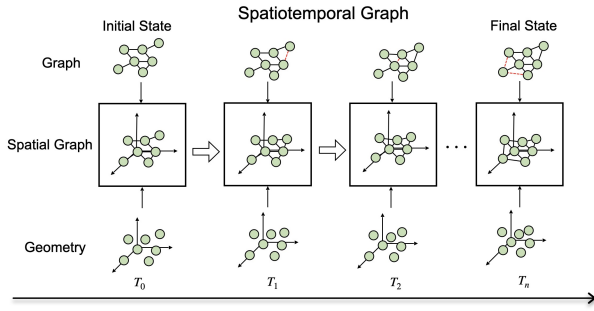 Spatiotemporal Graph
Initial State
Final State
Graph
Spatial Graph
. . .
Geometry
T0
T1
T2
Tn